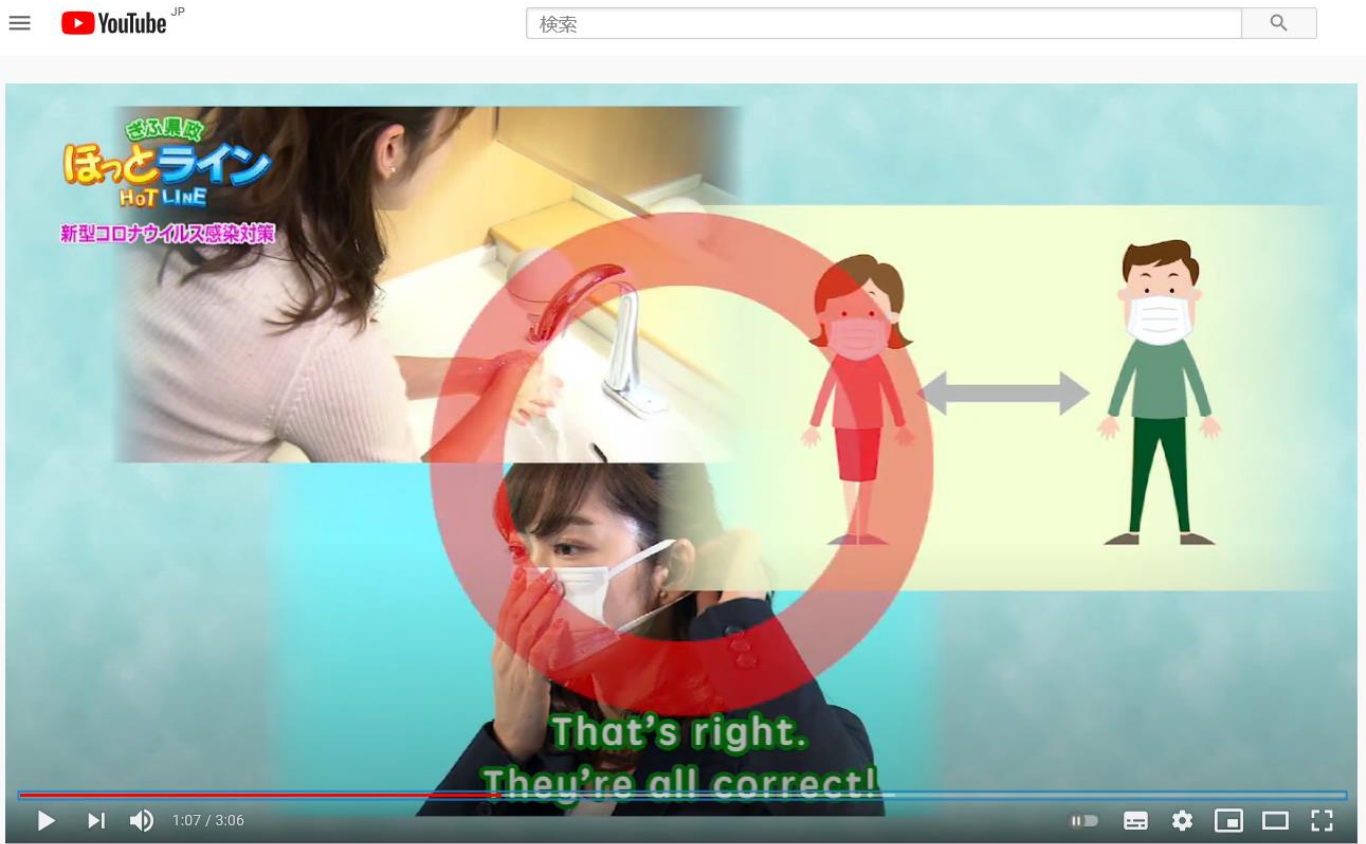 YouTube JP
検索
ぎふ県政
ほっとライン
HOT LINE
新型コロナウイルス感染対策
That's right.
They're all correct!
1:07 / 3:06